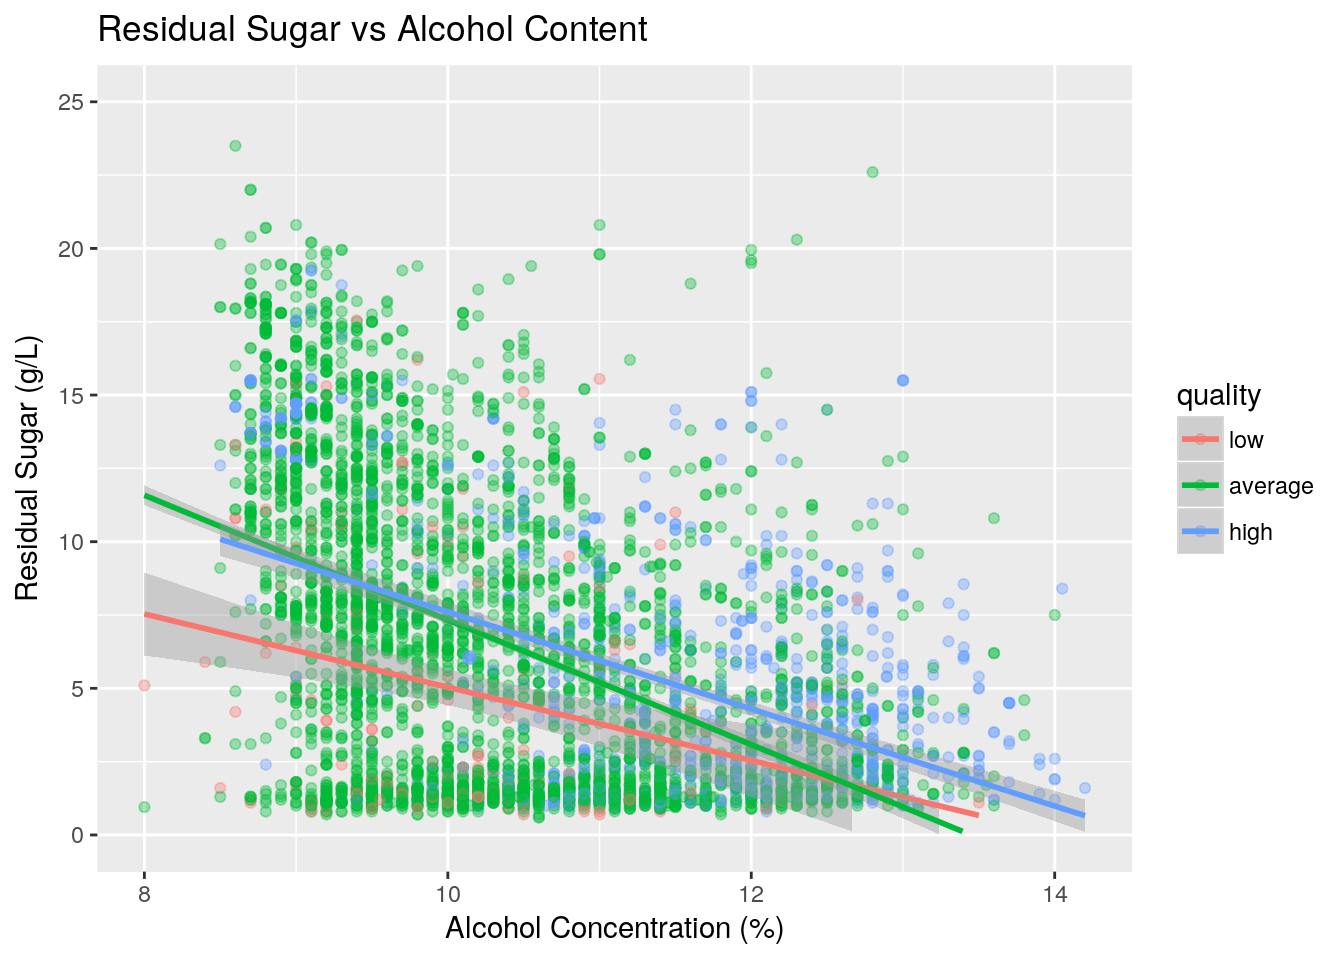 Residual Sugar vs Alcohol Content
25
20
15
10
5
0
Residual Sugar (g/L)
8
10
12
14
Alcohol Concentration (%)
quality
low
average
high